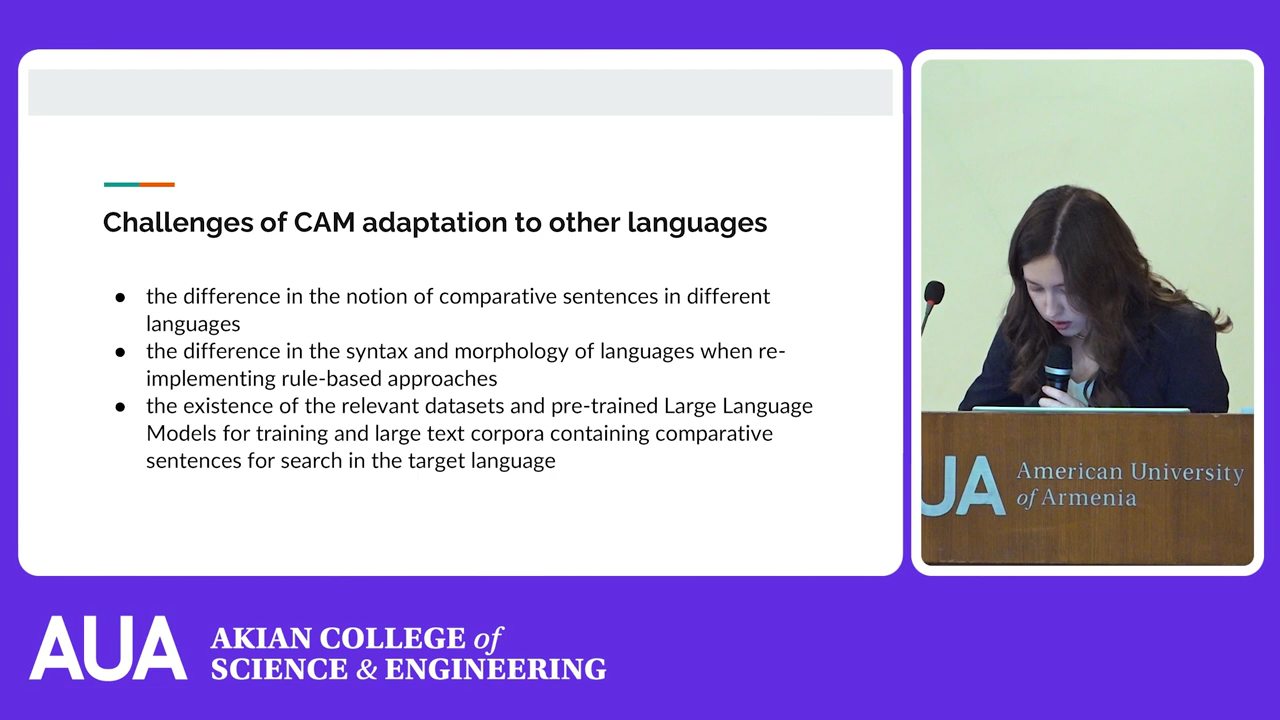 Challenges of CAM adaptation to other languages
● the difference in the notion of comparative sentences in different
languages
● the difference in the syntax and morphology of languages when re-
implementing rule-based approaches
● the existence of the relevant datasets and pre-trained Large Language
Models for training and large text corpora containing comparative
sentences for search in the target language
UA American University
of Armenia
AUA AKIAN COLLEGE of
SCIENCE & ENGINEERING